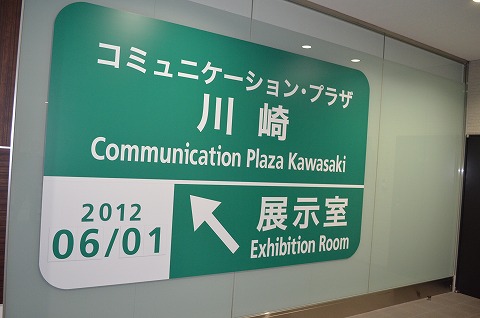 コミュニケーション・プラザ
川崎
Communication Plaza Kawasaki
2012
06/01
展示室
Exhibition Room